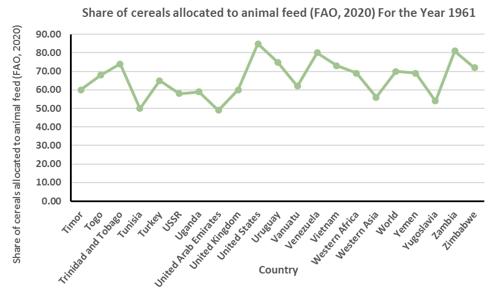 Share of cereals allocated to animal feed (FAO, 2020) For the Year 1961
Share of cereals allocated to animal feed (FAO, 2020)
90.00
80.00
70.00
60.00
50.00
40.00
30.00
20.00
10.00
0.00
Timor
Togo
Trinidad and Tobago
Tunisia
Turkey
USSR
Uganda
United Arab Emirates
United Kingdom
United States
Uruguay
Vanuatu
Venezuela
Vietnam
Western Africa
Western Asia
World
Yemen
Yugoslavia
Zambia
Zimbabwe
Country